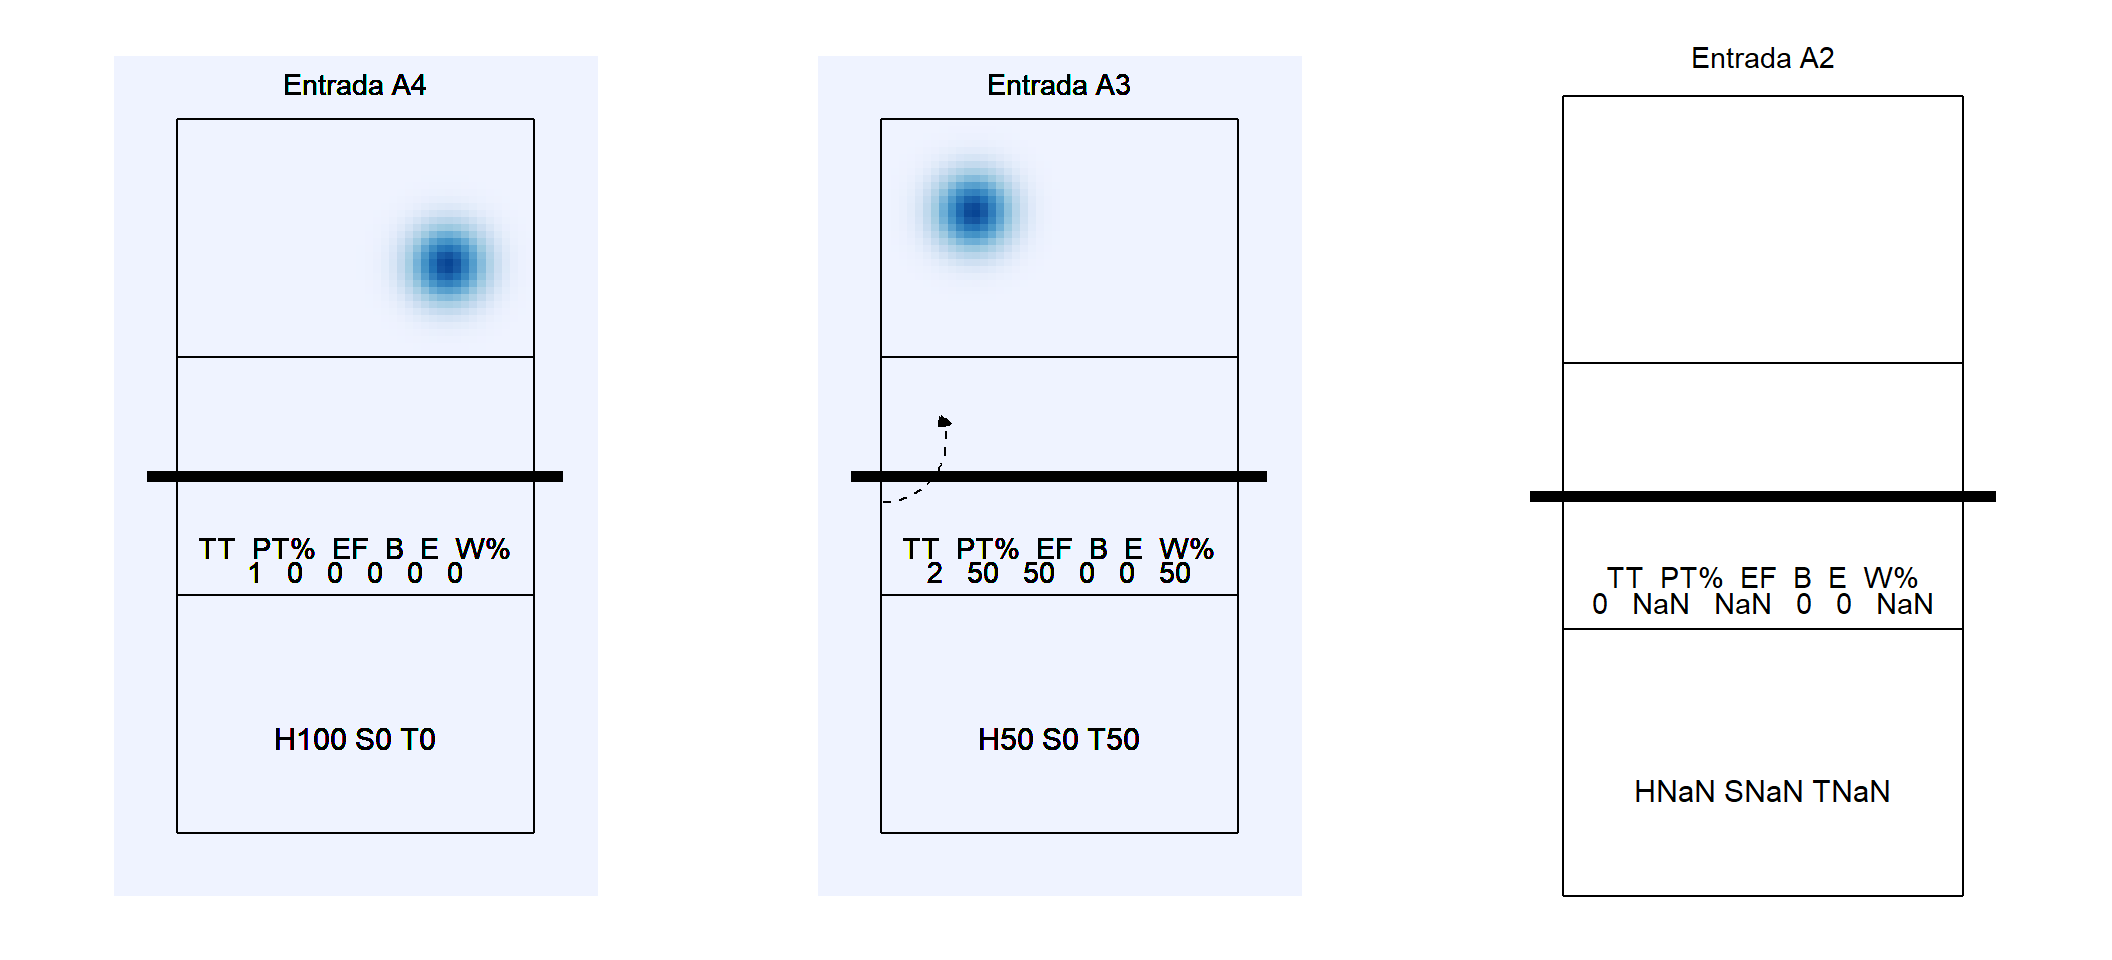 Entrada A4
TT PT% EF B E W%
1 0 0 0 0 0
H100 S0 T0
Entrada A3
TT PT% EF B E W%
2 50 50 0 0 50
H50 S0 T50
Entrada A2
TT PT% EF B E W%
0 NaN NaN 0 0 NaN
HNaN SNaN TNaN